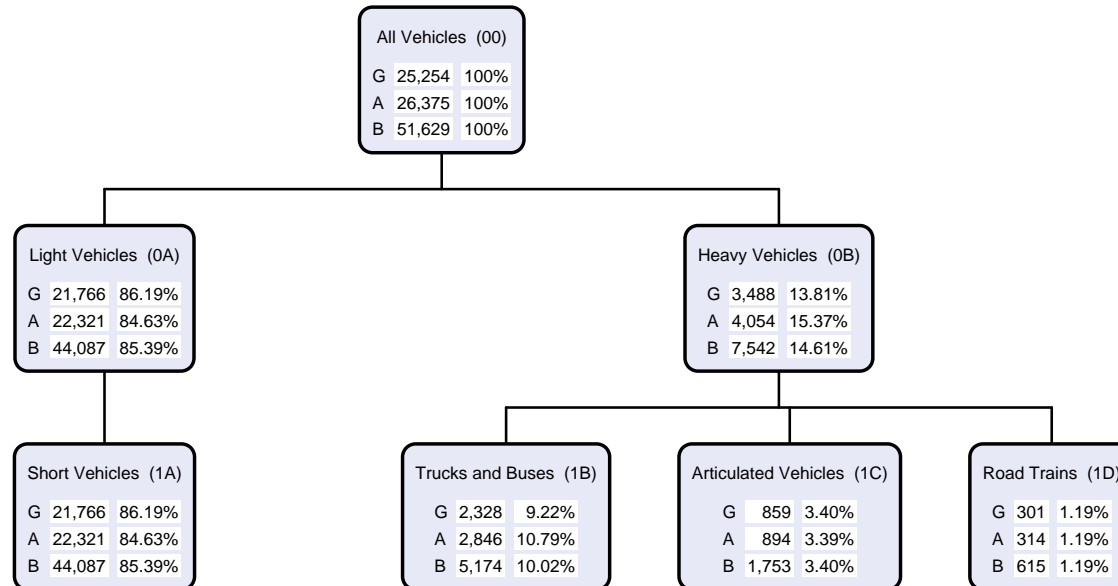 All Vehicles (00)
G 25,254 100%
A 26,375 100%
B 51,629 100%
Light Vehicles (0A)
G 21,766 86.19%
A 22,321 84.63%
B 44,087 85.39%
Heavy Vehicles (0B)
G 3,488 13.81%
A 4,054 15.37%
B 7,542 14.61%
Short Vehicles (1A)
G 21,766 86.19%
A 22,321 84.63%
B 44,087 85.39%
Trucks and Buses (1B)
G 2,328 9.22%
A 2,846 10.79%
B 5,174 10.02%
Articulated Vehicles (1C)
G 859 3.40%
A 894 3.39%
B 1,753 3.40%
Road Trains (1D)
G 301 1.19%
A 314 1.19%
B 615 1.19%